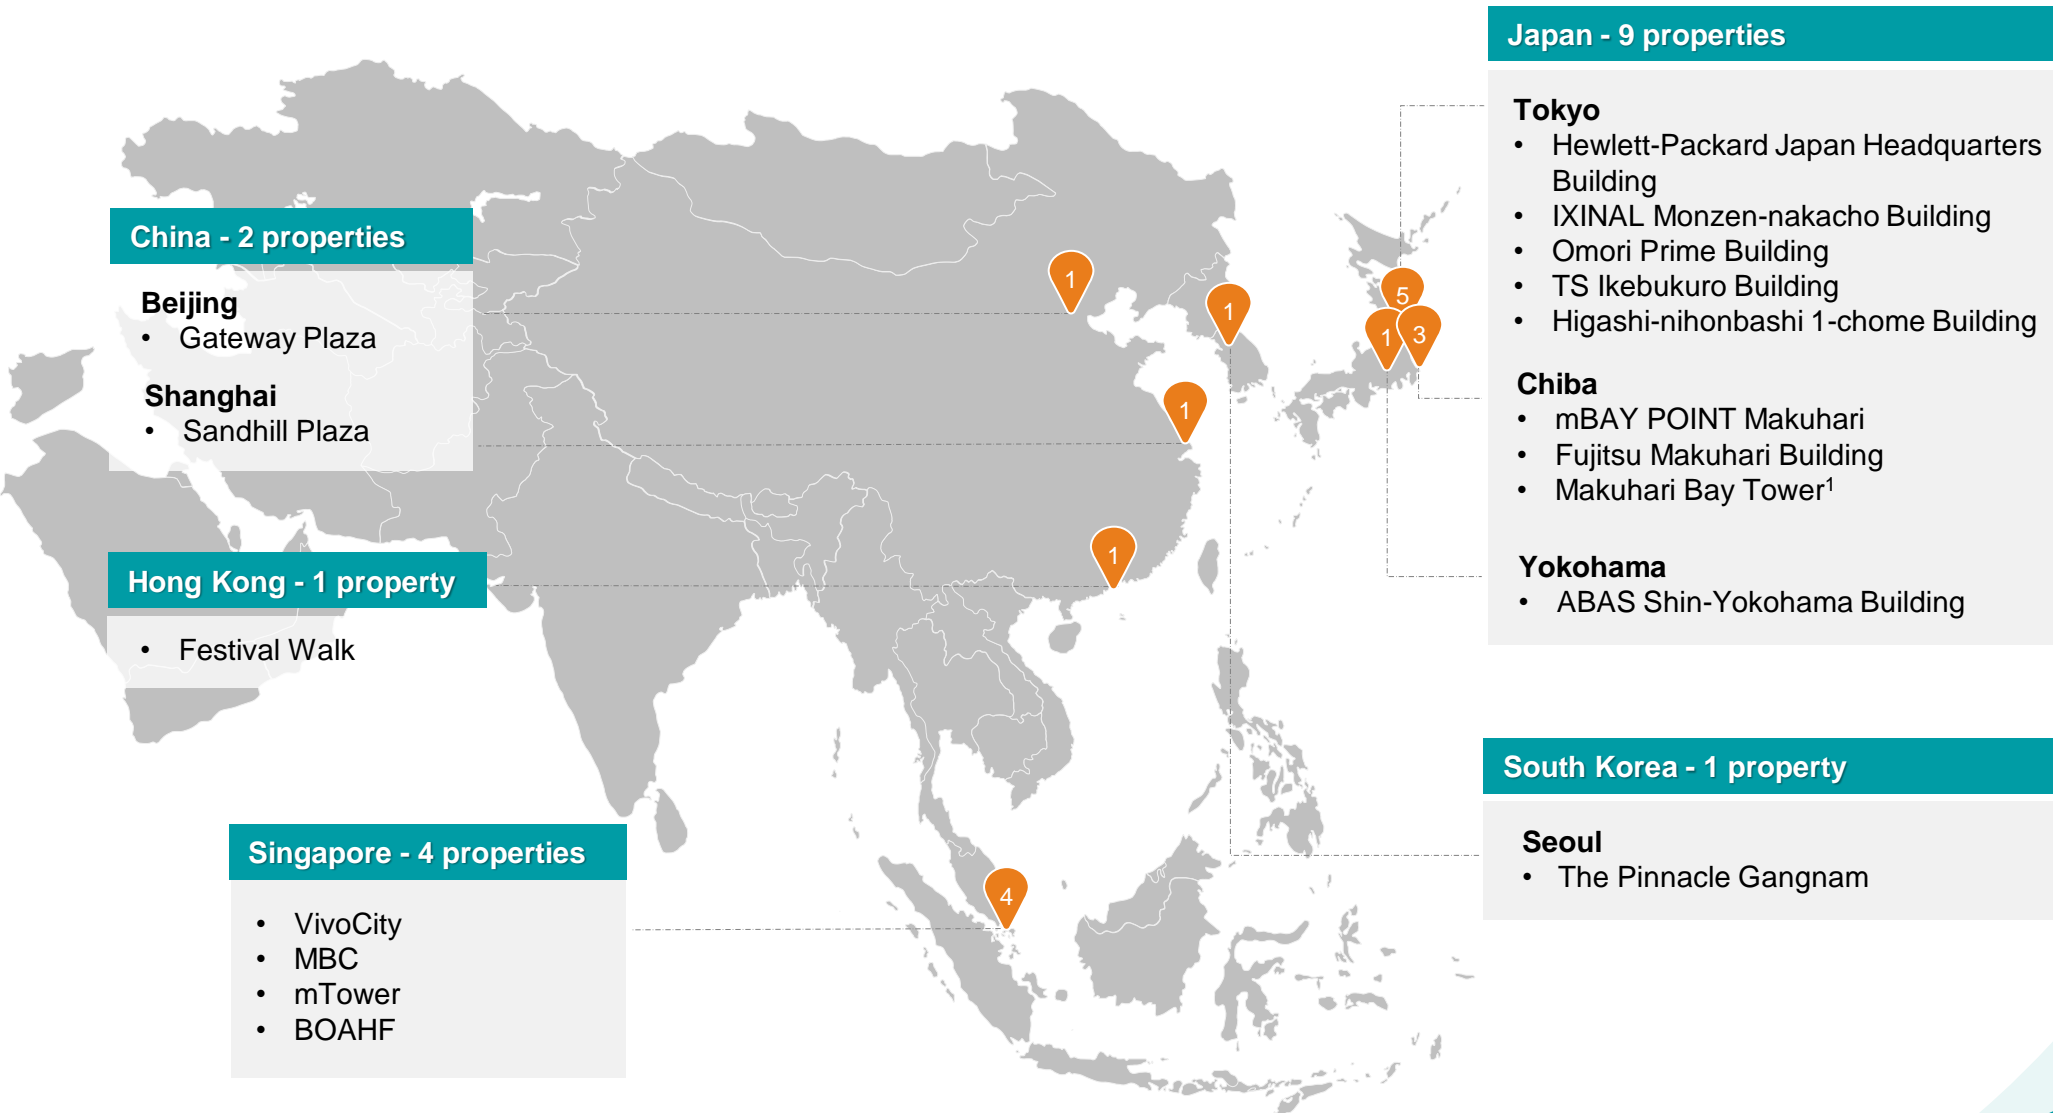 China - 2 properties
Beijing
• Gateway Plaza
Shanghai
• Sandhill Plaza
Hong Kong - 1 property
• Festival Walk
Singapore - 4 properties
• VivoCity
• MBC
• mTower
• BOAHF
1
1
1
1
5
1
3
4
Japan - 9 properties
Tokyo
• Hewlett-Packard Japan Headquarters
Building
• IXINAL Monzen-nakacho Building
• Omori Prime Building
• TS Ikebukuro Building
• Higashi-nihonbashi 1-chome Building
Chiba
• mBAY POINT Makuhari
• Fujitsu Makuhari Building
• Makuhari Bay Tower¹
Yokohama
• ABAS Shin-Yokohama Building
South Korea - 1 property
Seoul
• The Pinnacle Gangnam